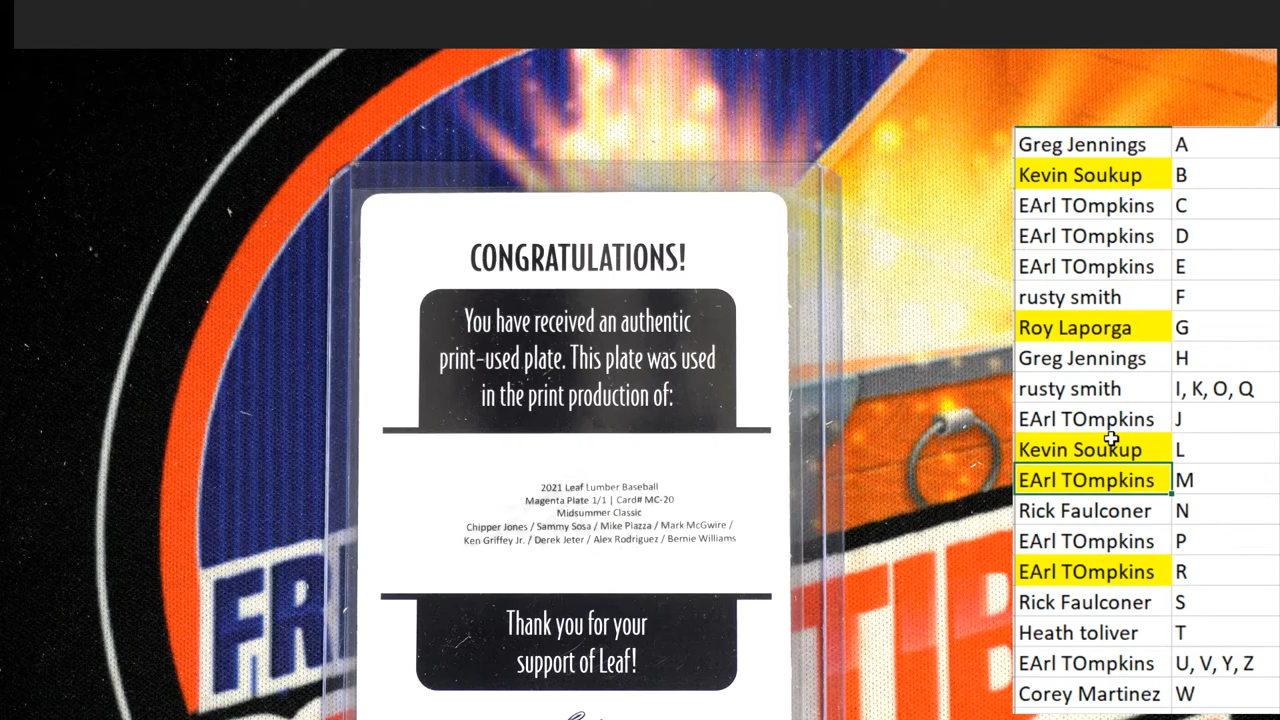 CONGRATULATIONS!
You have received an authentic
print-used plate. This plate was used
in the print production of:
2021 Leaf Lumber Baseball
Magenta Plate 1/1 | Card# MC-20
Midsummer Classic
Chipper Jones / Sammy Sosa / Mike Piazza / Mark McGwire /
Ken Griffey Jr. / Derek Jeter / Alex Rodriguez / Bernie Williams
Thank you for your
support of Leaf!
Greg Jennings A
Kevin Soukup B
EArl TOmpkins C
EArl TOmpkins D
EArl TOmpkins E
rusty smith F
Roy Laporga G
Greg Jennings H
rusty smith I, K, O, Q
EArl TOmpkins J
Kevin Soukup L
EArl TOmpkins M
Rick Faulconer N
EArl TOmpkins P
EArl TOmpkins R
Rick Faulconer S
Heath toliver T
EArl TOmpkins U, V, Y, Z
Corey Martinez W